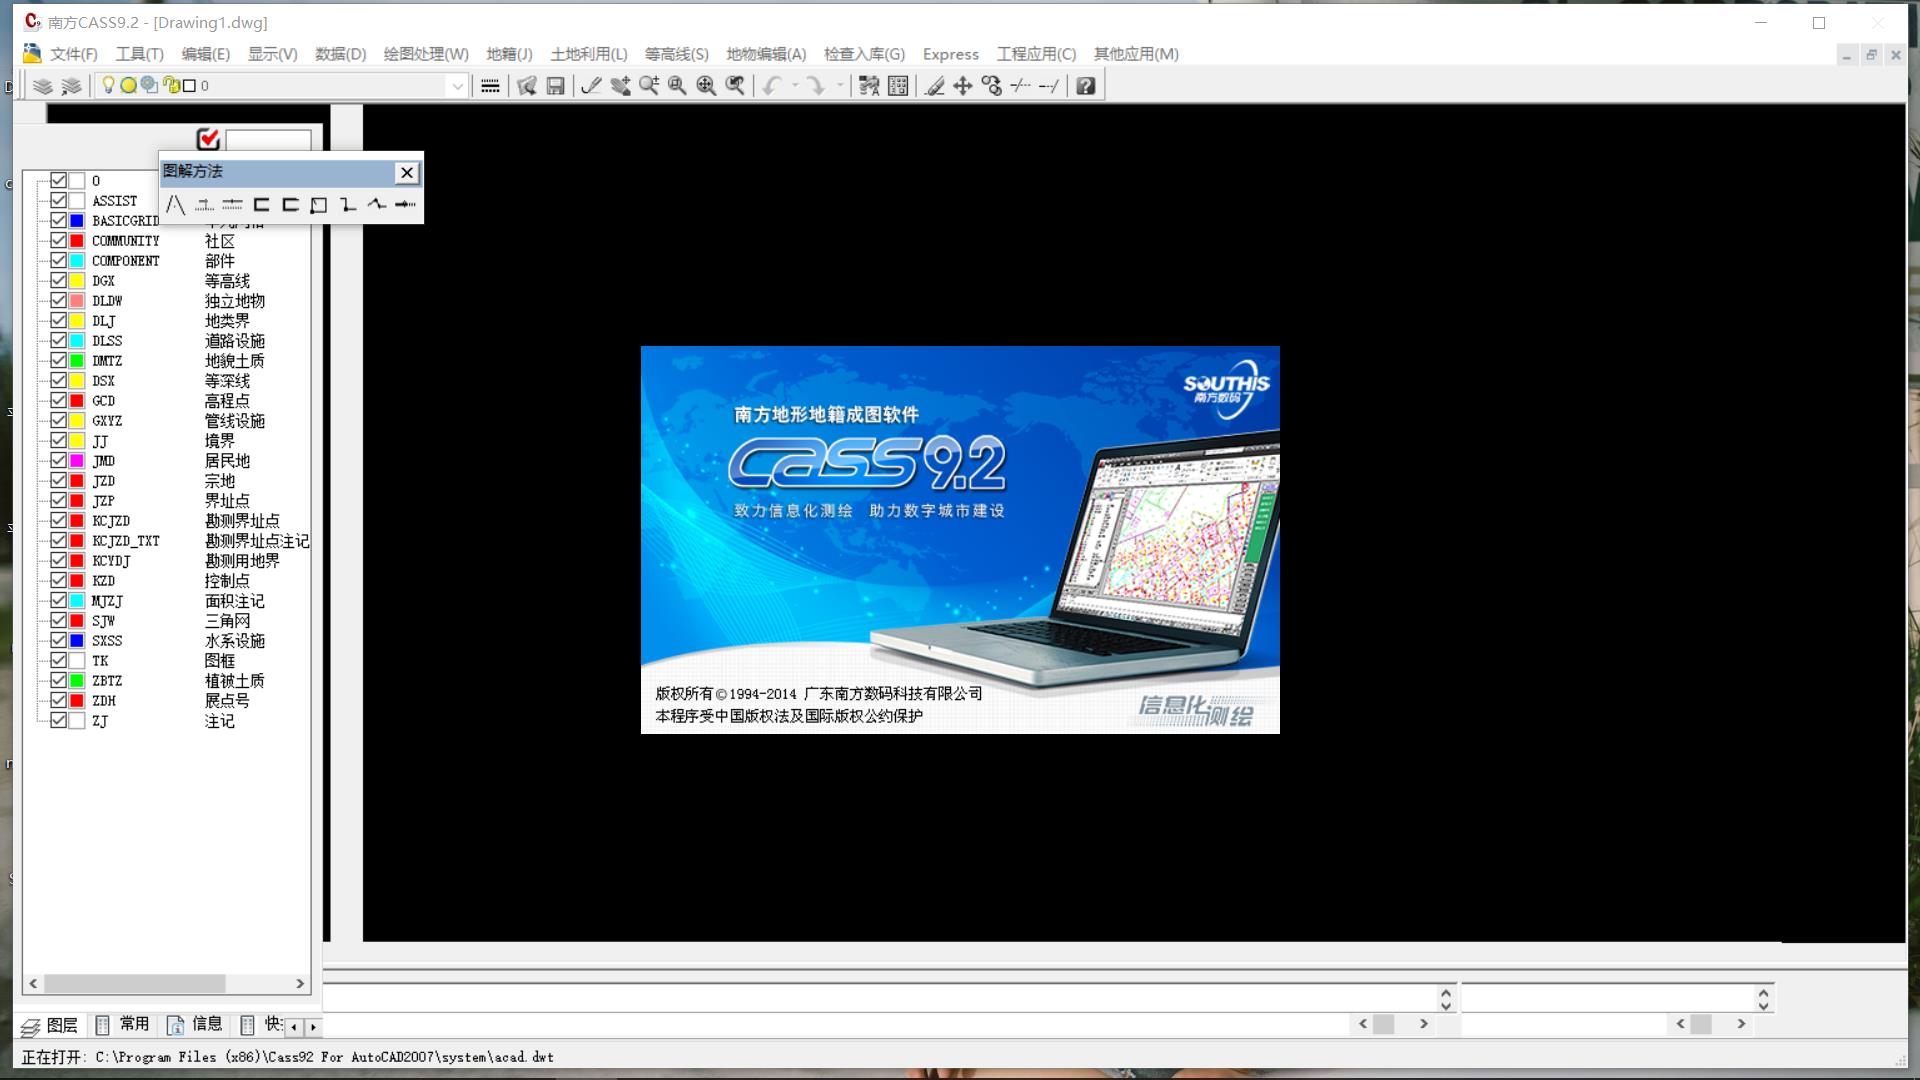 南方CASS9.2 - [Drawing1.dwg]
文件(F) 工具(T) 编辑(E) 显示(V) 数据(D) 绘图处理(W) 地籍(J) 土地利用(L) 等高线(S) 地物编辑(A) 检查入库(G) Express 工程应用(C) 其他应用(M)
0
图解方法
0
ASSIST
BASICGRID
COMMUNITY 社区
COMPONENT 部件
DGX 等高线
DLDW 独立地物
DLJ 地类界
DLSS 道路设施
DMTZ 地貌土质
DSX 等深线
GCD 高程点
GXYZ 管线设施
JJ 境界
JMD 居民地
JZD 宗地
JZP 界址点
KCJZD 勘测界址点
KCJZD_TXT 勘测界址点注记
KCYDJ 勘测用地界
KZD 控制点
MJZJ 面积注记
SJW 三角网
SXSS 水系设施
TK 图框
ZBTZ 植被土质
ZDH 展点号
ZJ 注记
SOUTHIS
南方数码
南方地形地籍成图软件
CASS9.2
致力信息化测绘 助力数字城市建设
版权所有©1994-2014 广东南方数码科技有限公司
本程序受中国版权法及国际版权公约保护
信息化测绘
图层 常用 信息 快
正在打开: C:\Program Files (x86)\Cass92 For AutoCAD2007\system\acad.dwt